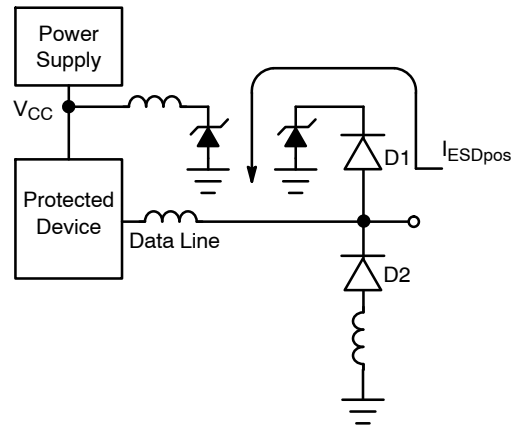 Power
Supply
VCC
D1
IESDpos
Protected
Device
Data Line
D2